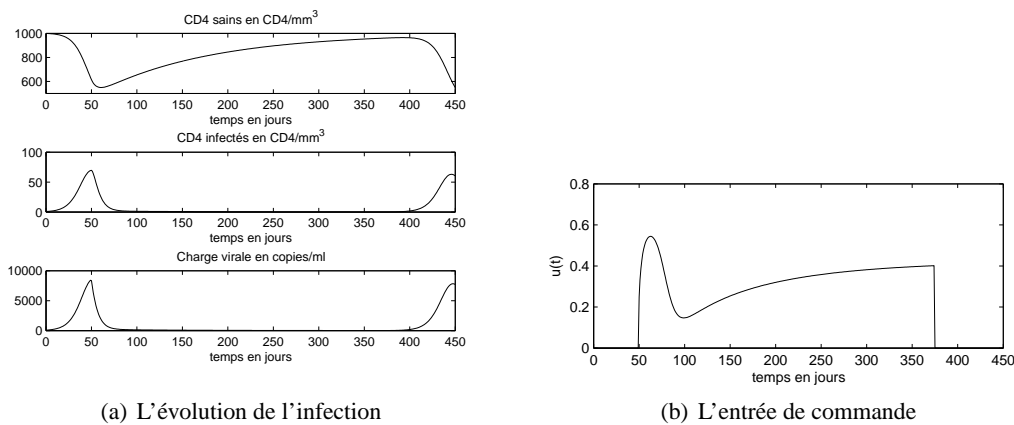 CD4 sains en CD4/mm³
1000
800
600
0 50 100 150 200 250 300 350 400 450
temps en jours
CD4 infectés en CD4/mm³
100
50
0
0 50 100 150 200 250 300 350 400 450
temps en jours
Charge virale en copies/ml
10000
5000
0
0 50 100 150 200 250 300 350 400 450
temps en jours
(a) L'évolution de l'infection
0.8
0.6
0.4
0.2
0
u(t)
0 50 100 150 200 250 300 350 400 450
temps en jours
(b) L'entrée de commande